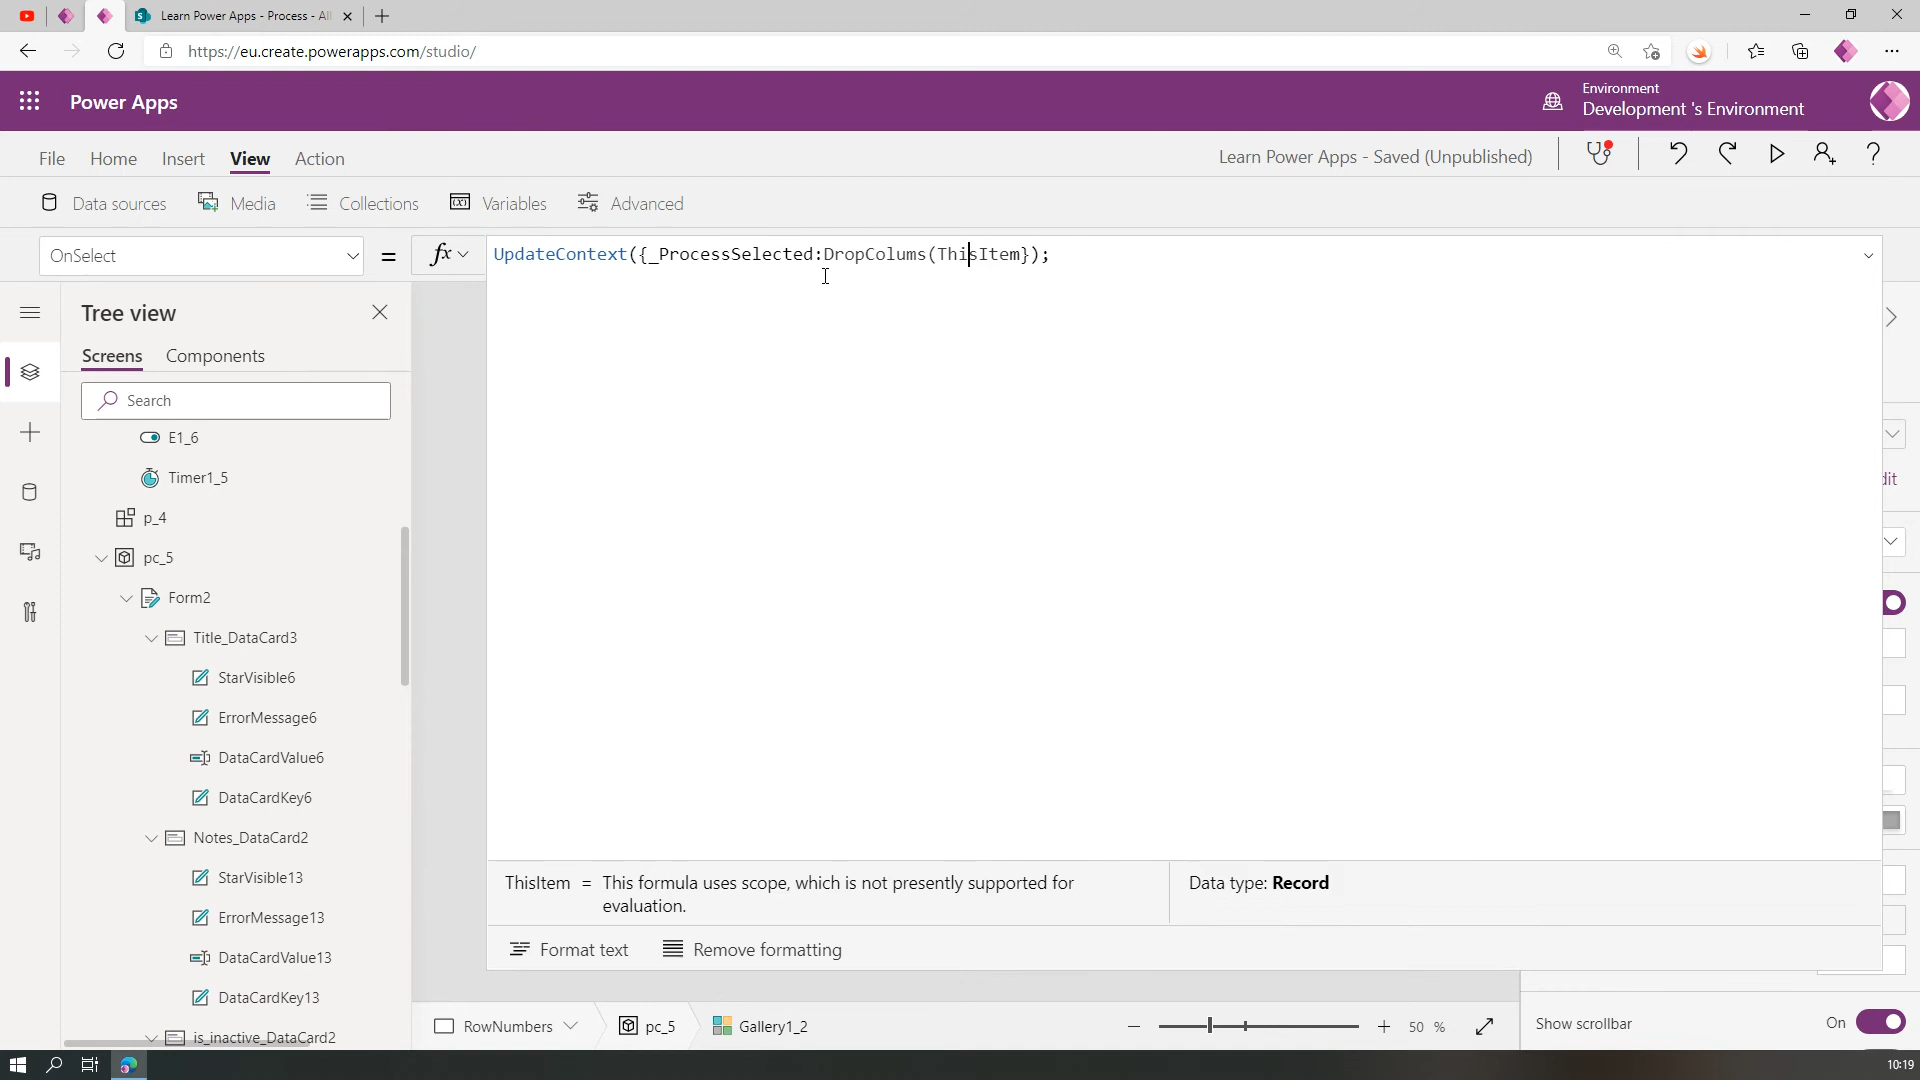 Learn Power Apps - Process - All
https://eu.create.powerapps.com/studio/
Power Apps
Environment
Development 's Environment
File Home Insert View Action
Learn Power Apps - Saved (Unpublished)
Data sources Media Collections Variables Advanced
OnSelect = fx UpdateContext({_ProcessSelected:DropColums(ThisItem});
Tree view
Screens Components
Search
E1_6
Timer1_5
p_4
pc_5
Form2
Title_DataCard3
StarVisible6
ErrorMessage6
DataCardValue6
DataCardKey6
Notes_DataCard2
StarVisible13
ErrorMessage13
DataCardValue13
DataCardKey13
is_inactive_DataCard2
dit
ThisItem = This formula uses scope, which is not presently supported for
evaluation.
Data type: Record
Format text Remove formatting
RowNumbers pc_5 Gallery1_2 50 %
Show scrollbar On
10:19